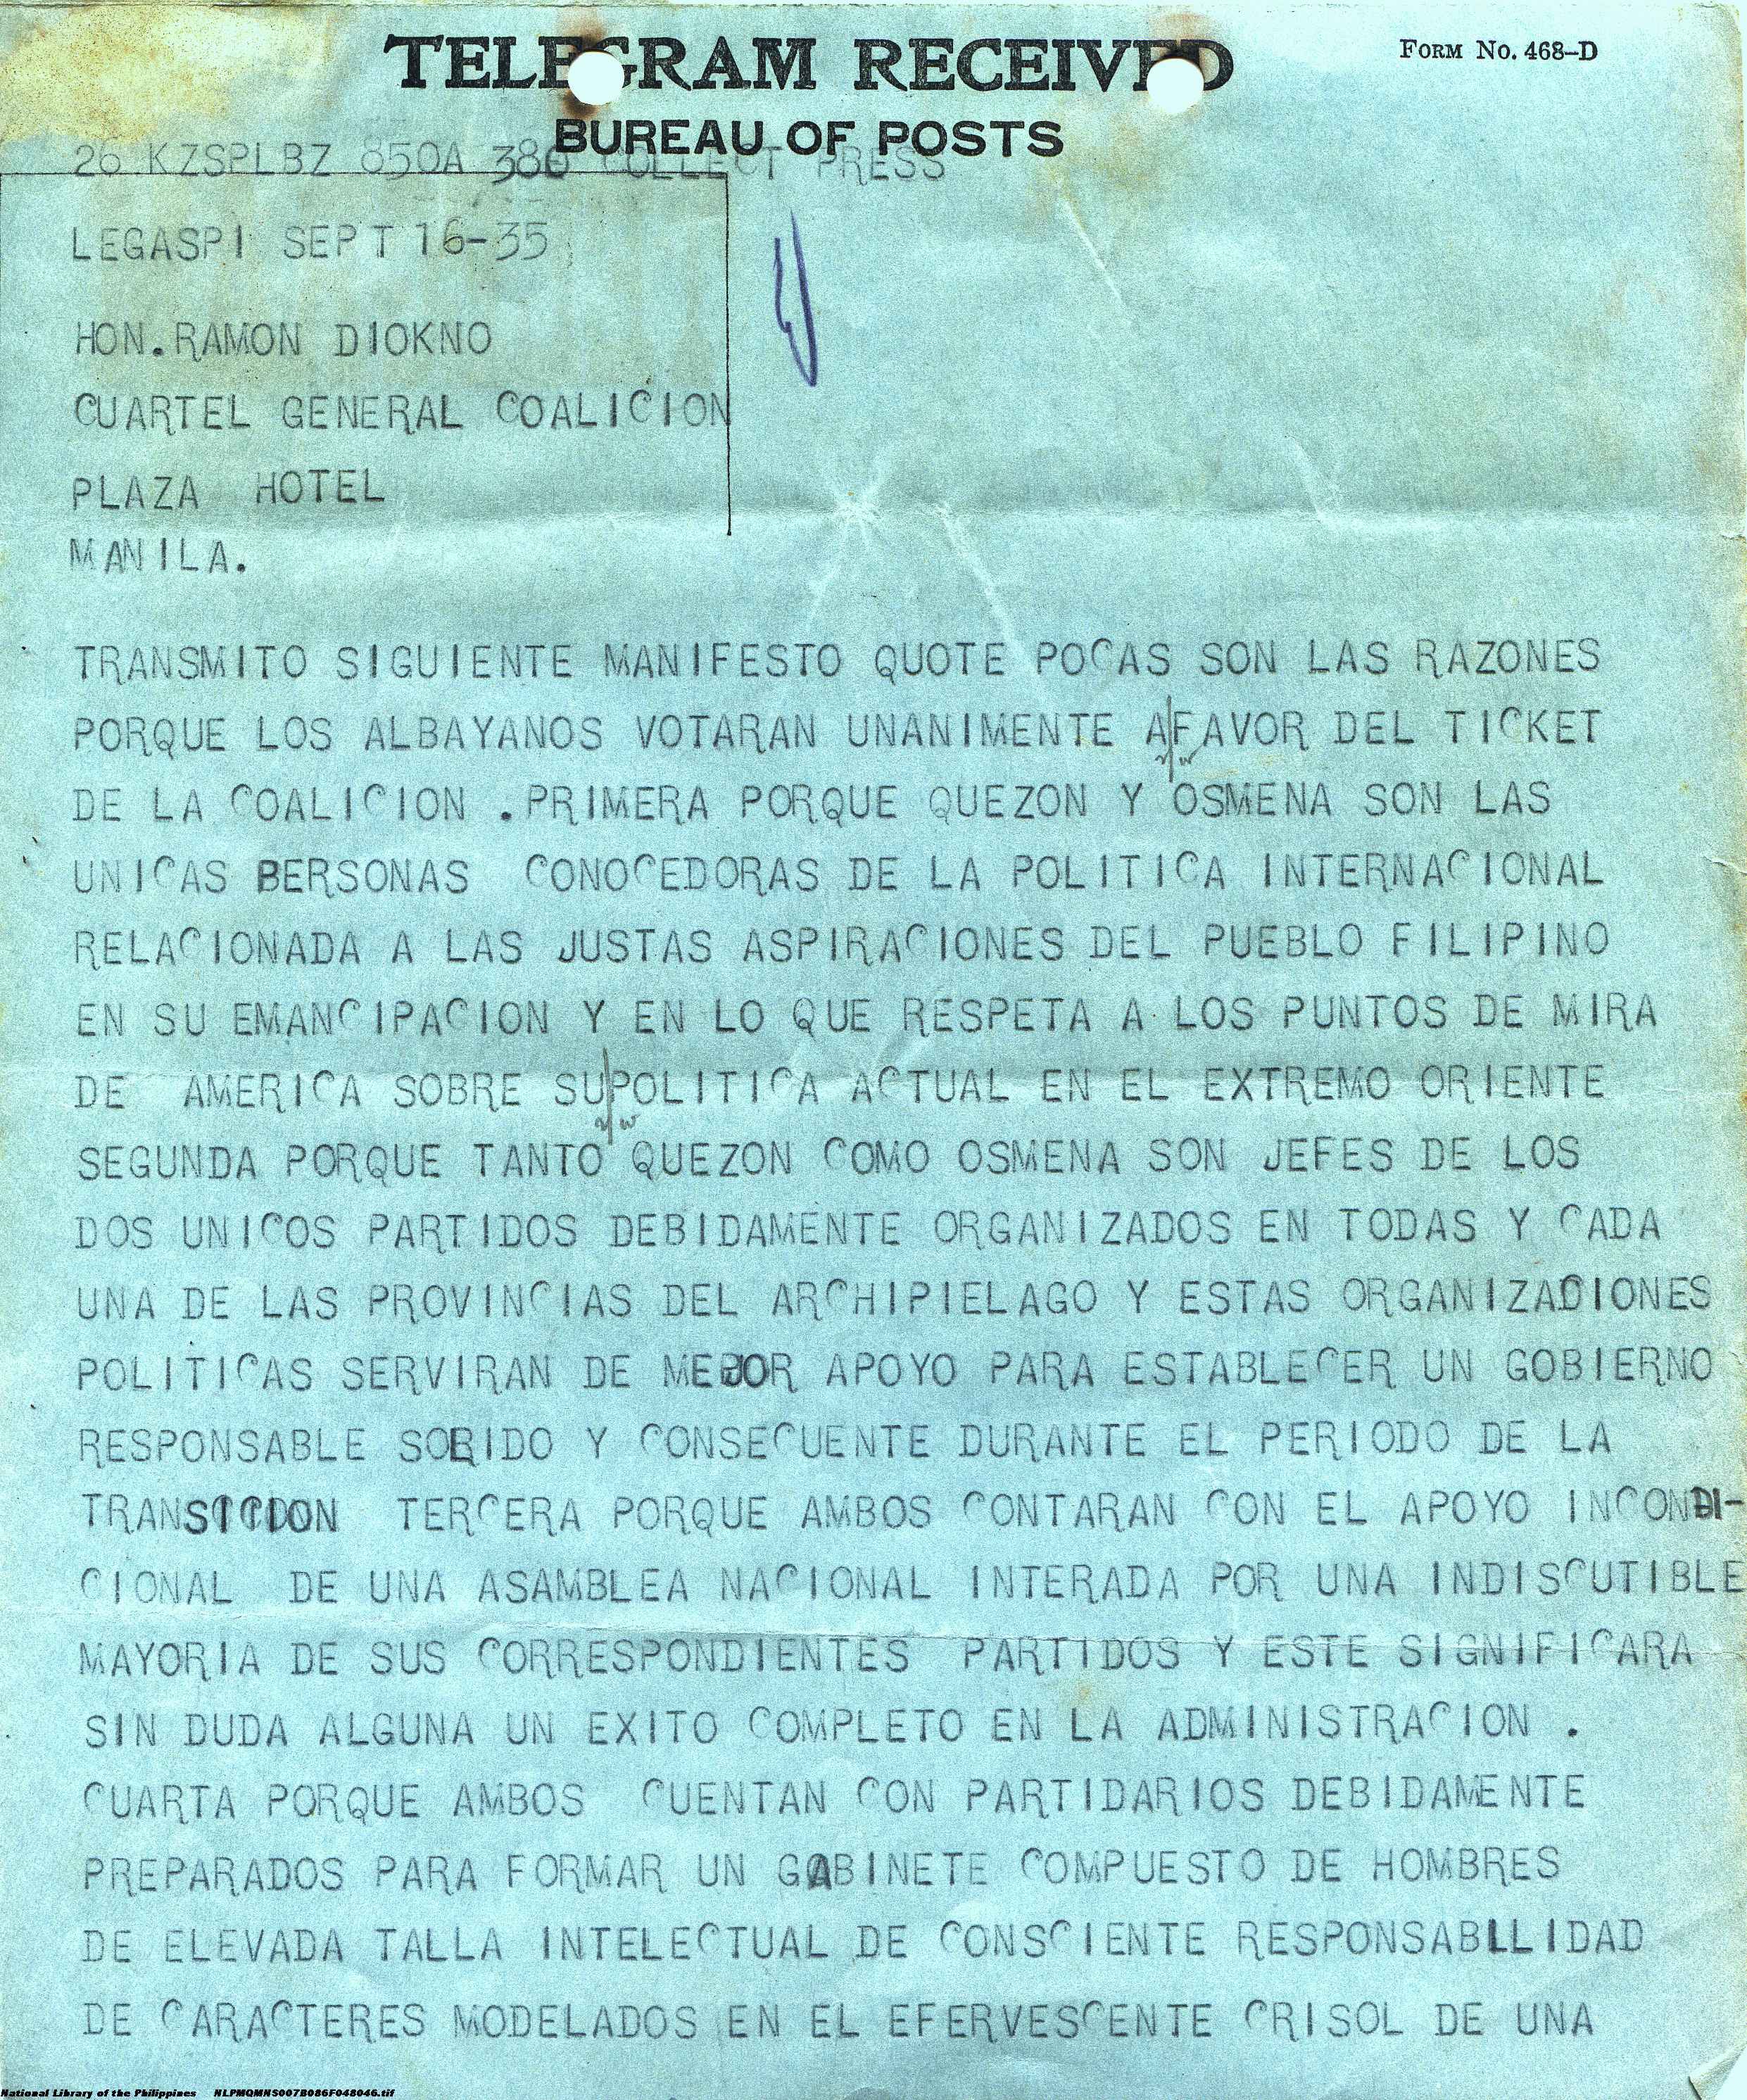 TELEGRAM RECEIVED
FORM No. 468-D
BUREAU OF POSTS
26 KZSPLBZ 850A 380 COLLECT PRESS
LEGASPI SEPT 16-35
HON. RAMON DIOKNO
CUARTEL GENERAL COALICION
PLAZA HOTEL
MANILA.
TRANSMITO SIGUIENTE MANIFESTO QUOTE POCAS SON LAS RAZONES
PORQUE LOS ALBAYANOS VOTARAN UNANIMENTE A/FAVOR DEL TICKET
DE LA COALICION . PRIMERA PORQUE QUEZON Y OSMENA SON LAS
UNICAS BERSONAS CONOCEDORAS DE LA POLITICA INTERNACIONAL
RELACIONADA A LAS JUSTAS ASPIRACIONES DEL PUEBLO FILIPINO
EN SU EMANCIPACION Y EN LO QUE RESPETA A LOS PUNTOS DE MIRA
DE AMERICA SOBRE SU/POLITICA ACTUAL EN EL EXTREMO ORIENTE
SEGUNDA PORQUE TANTO QUEZON COMO OSMENA SON JEFES DE LOS
DOS UNICOS PARTIDOS DEBIDAMENTE ORGANIZADOS EN TODAS Y CADA
UNA DE LAS PROVINCIAS DEL ARCHIPIELAGO Y ESTAS ORGANIZACIONES
POLITICAS SERVIRAN DE MEJOR APOYO PARA ESTABLECER UN GOBIERNO
RESPONSABLE SOLIDO Y CONSECUENTE DURANTE EL PERIODO DE LA
TRANSICION TERCERA PORQUE AMBOS CONTARAN CON EL APOYO INCONDI-
CIONAL DE UNA ASAMBLEA NACIONAL INTERADA POR UNA INDISCUTIBLE
MAYORIA DE SUS CORRESPONDIENTES PARTIDOS Y ESTE SIGNIFICARA
SIN DUDA ALGUNA UN EXITO COMPLETO EN LA ADMINISTRACION .
CUARTA PORQUE AMBOS CUENTAN CON PARTIDARIOS DEBIDAMENTE
PREPARADOS PARA FORMAR UN GABINETE COMPUESTO DE HOMBRES
DE ELEVADA TALLA INTELECTUAL DE CONSCIENTE RESPONSABLLIDAD
DE CARACTERES MODELADOS EN EL EFERVESCENTE CRISOL DE UNA
National Library of the Philippines NLPMQMNS007B086F048046.tif